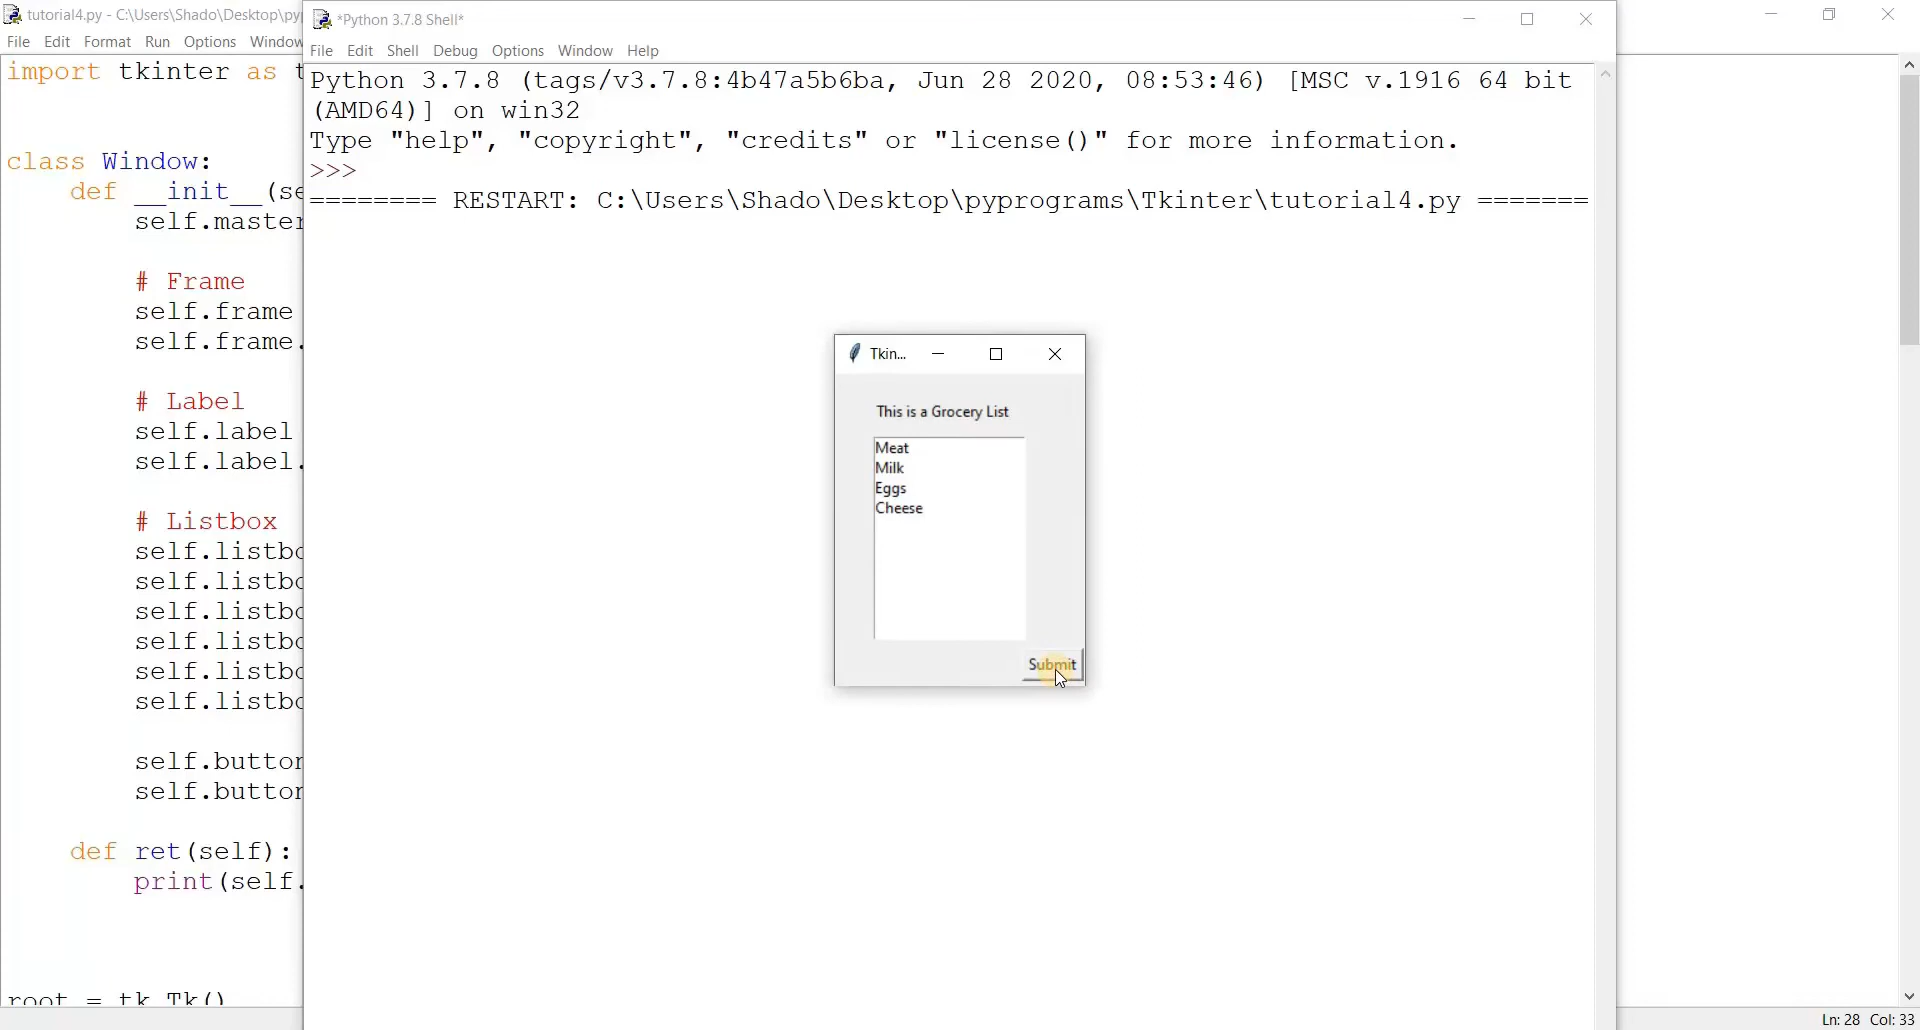 tutorial4.py - C:\Users\Shado\Desktop\py
File Edit Format Run Options Window
import tkinter as t
class Window:
def __init__(se
self.master
# Frame
self.frame
self.frame.
# Label
self.label
self.label.
# Listbox
self.listbo
self.listbo
self.listbo
self.listbo
self.listbo
self.listbo
self.button
self.button
def ret(self):
print(self.
root = tk.Tk()
*Python 3.7.8 Shell*
File Edit Shell Debug Options Window Help
Python 3.7.8 (tags/v3.7.8:4b47a5b6ba, Jun 28 2020, 08:53:46) [MSC v.1916 64 bit
(AMD64)] on win32
Type "help", "copyright", "credits" or "license()" for more information.
>>>
======== RESTART: C:\Users\Shado\Desktop\pyprograms\Tkinter\tutorial4.py =======
Tkin...
This is a Grocery List
Meat
Milk
Eggs
Cheese
Submit
Ln: 28 Col: 33